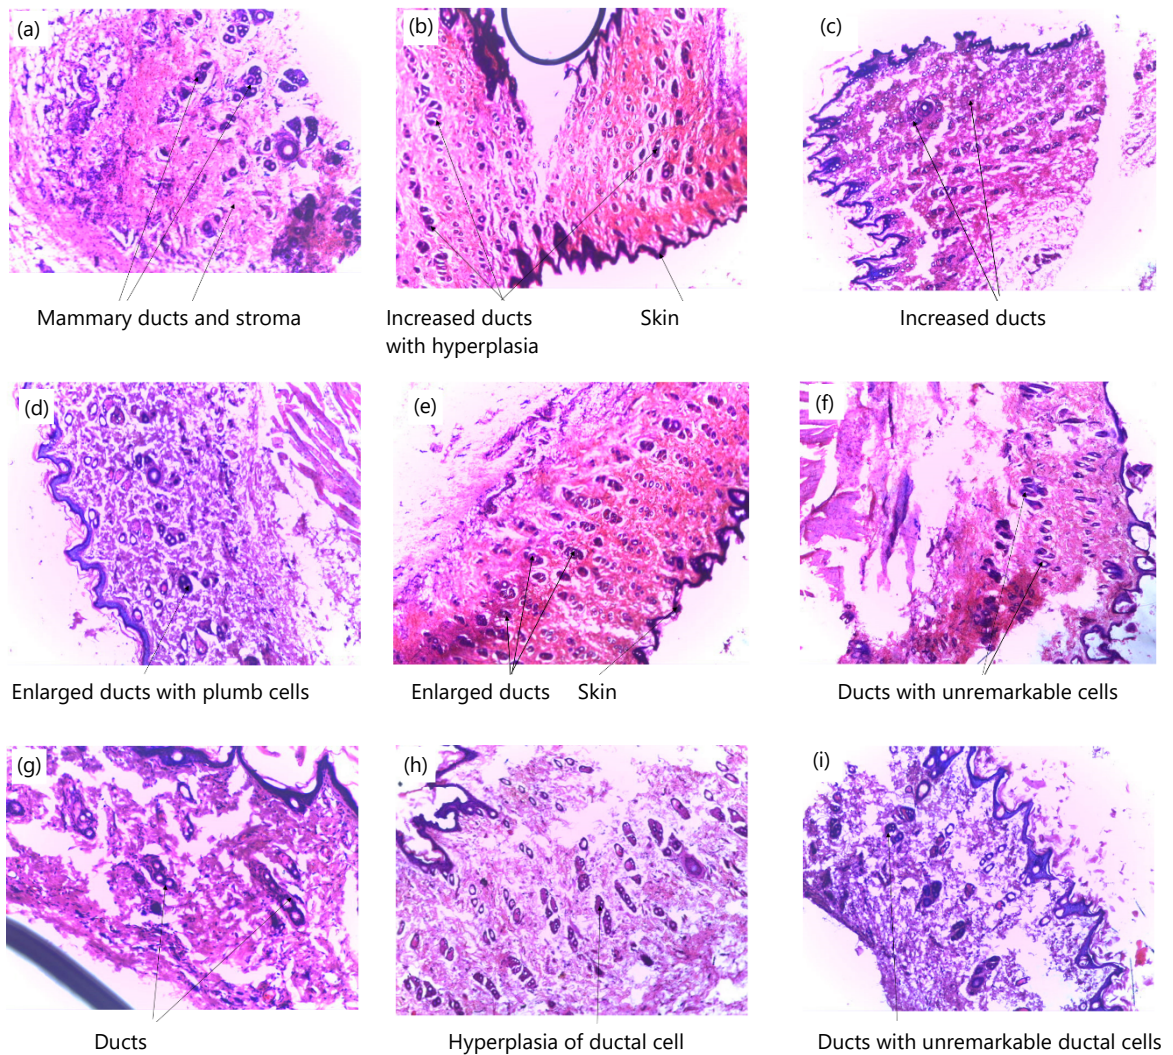 (a)
(b)
(c)
Mammary ducts and stroma
Increased ducts
with hyperplasia
Skin
Increased ducts
(d)
(e)
(f)
Enlarged ducts with plumb cells
Enlarged ducts
Skin
Ducts with unremarkable cells
(g)
(h)
(i)
Ducts
Hyperplasia of ductal cell
Ducts with unremarkable ductal cells